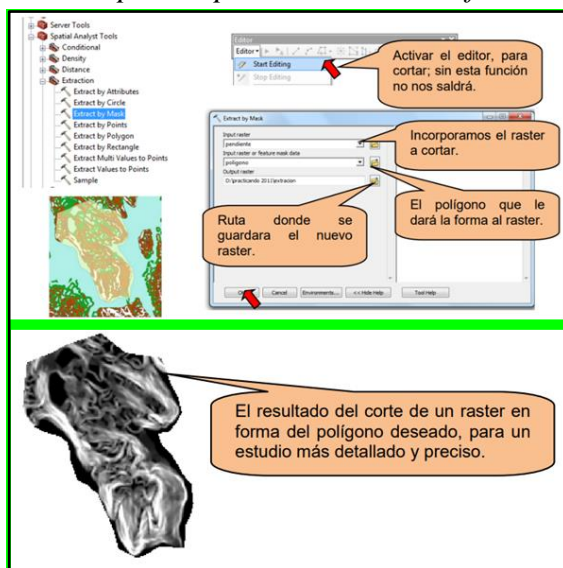 Server Tools
Spatial Analyst Tools
Conditional
Density
Distance
Extraction
Extract by Attributes
Extract by Circle
Extract by Mask
Extract by Points
Extract by Polygon
Extract by Rectangle
Extract Multi Values to Points
Extract Values to Points
Sample
Editor
Editor
Start Editing
Stop Editing
Activar el editor, para
cortar; sin esta función
no nos saldrá.
Extract by Mask
Input raster
pendiente
Input raster or feature mask data
poligono
Output raster
D:\practicando 2011\extracion
Incorporamos el raster
a cortar.
El polígono que le
dará la forma al raster.
Ruta donde se
guardara el nuevo
raster.
Cancel
Environments...
<< Hide Help
Tool Help
El resultado del corte de un raster en
forma del polígono deseado, para un
estudio más detallado y preciso.